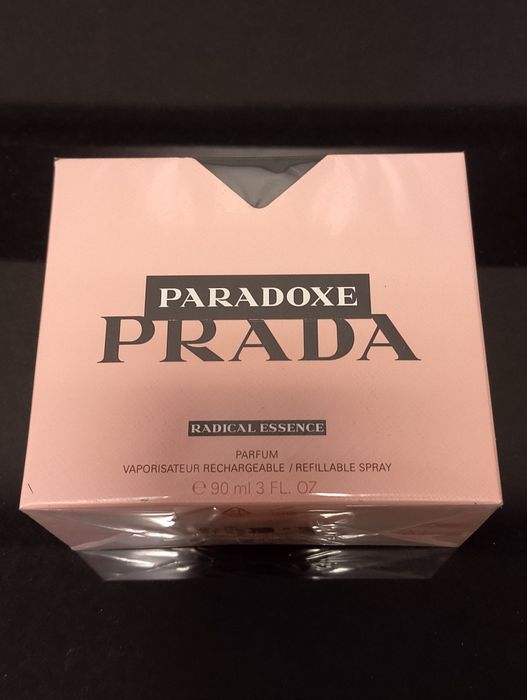 PARADOXE
PRADA
RADICAL ESSENCE
PARFUM
VAPORISATEUR RECHARGEABLE / REFILLABLE SPRAY
℮ 90 ml 3 FL. OZ